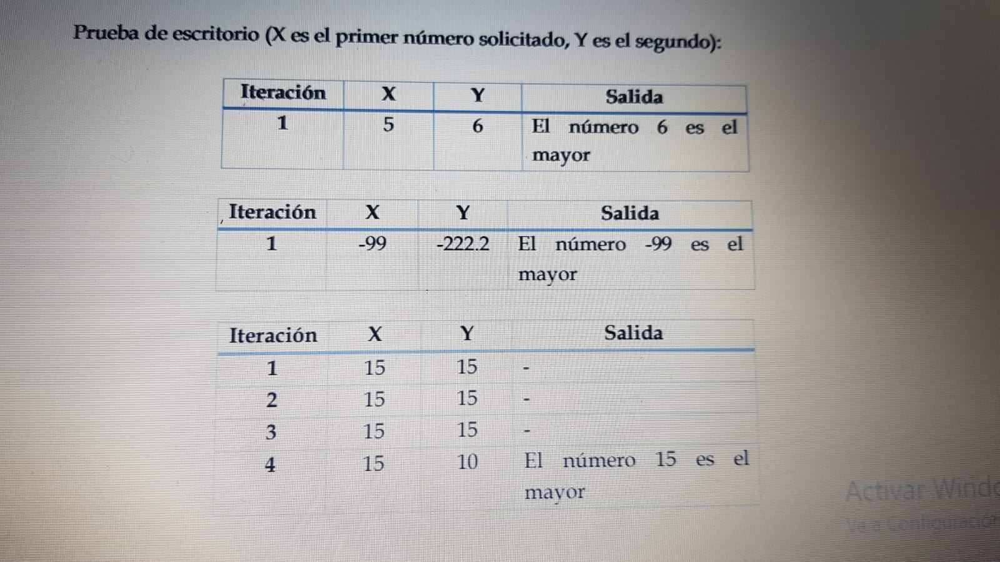 Prueba de escritorio (X es el primer número solicitado, Y es el segundo):
Iteración X Y Salida
1 5 6 El número 6 es el
mayor
Iteración X Y Salida
1 -99 -222.2 El número -99 es el
mayor
Iteración X Y Salida
1 15 15 -
2 15 15 -
3 15 15 -
4 15 10 El número 15 es el
mayor
Activar Windo
Ve a Configuración